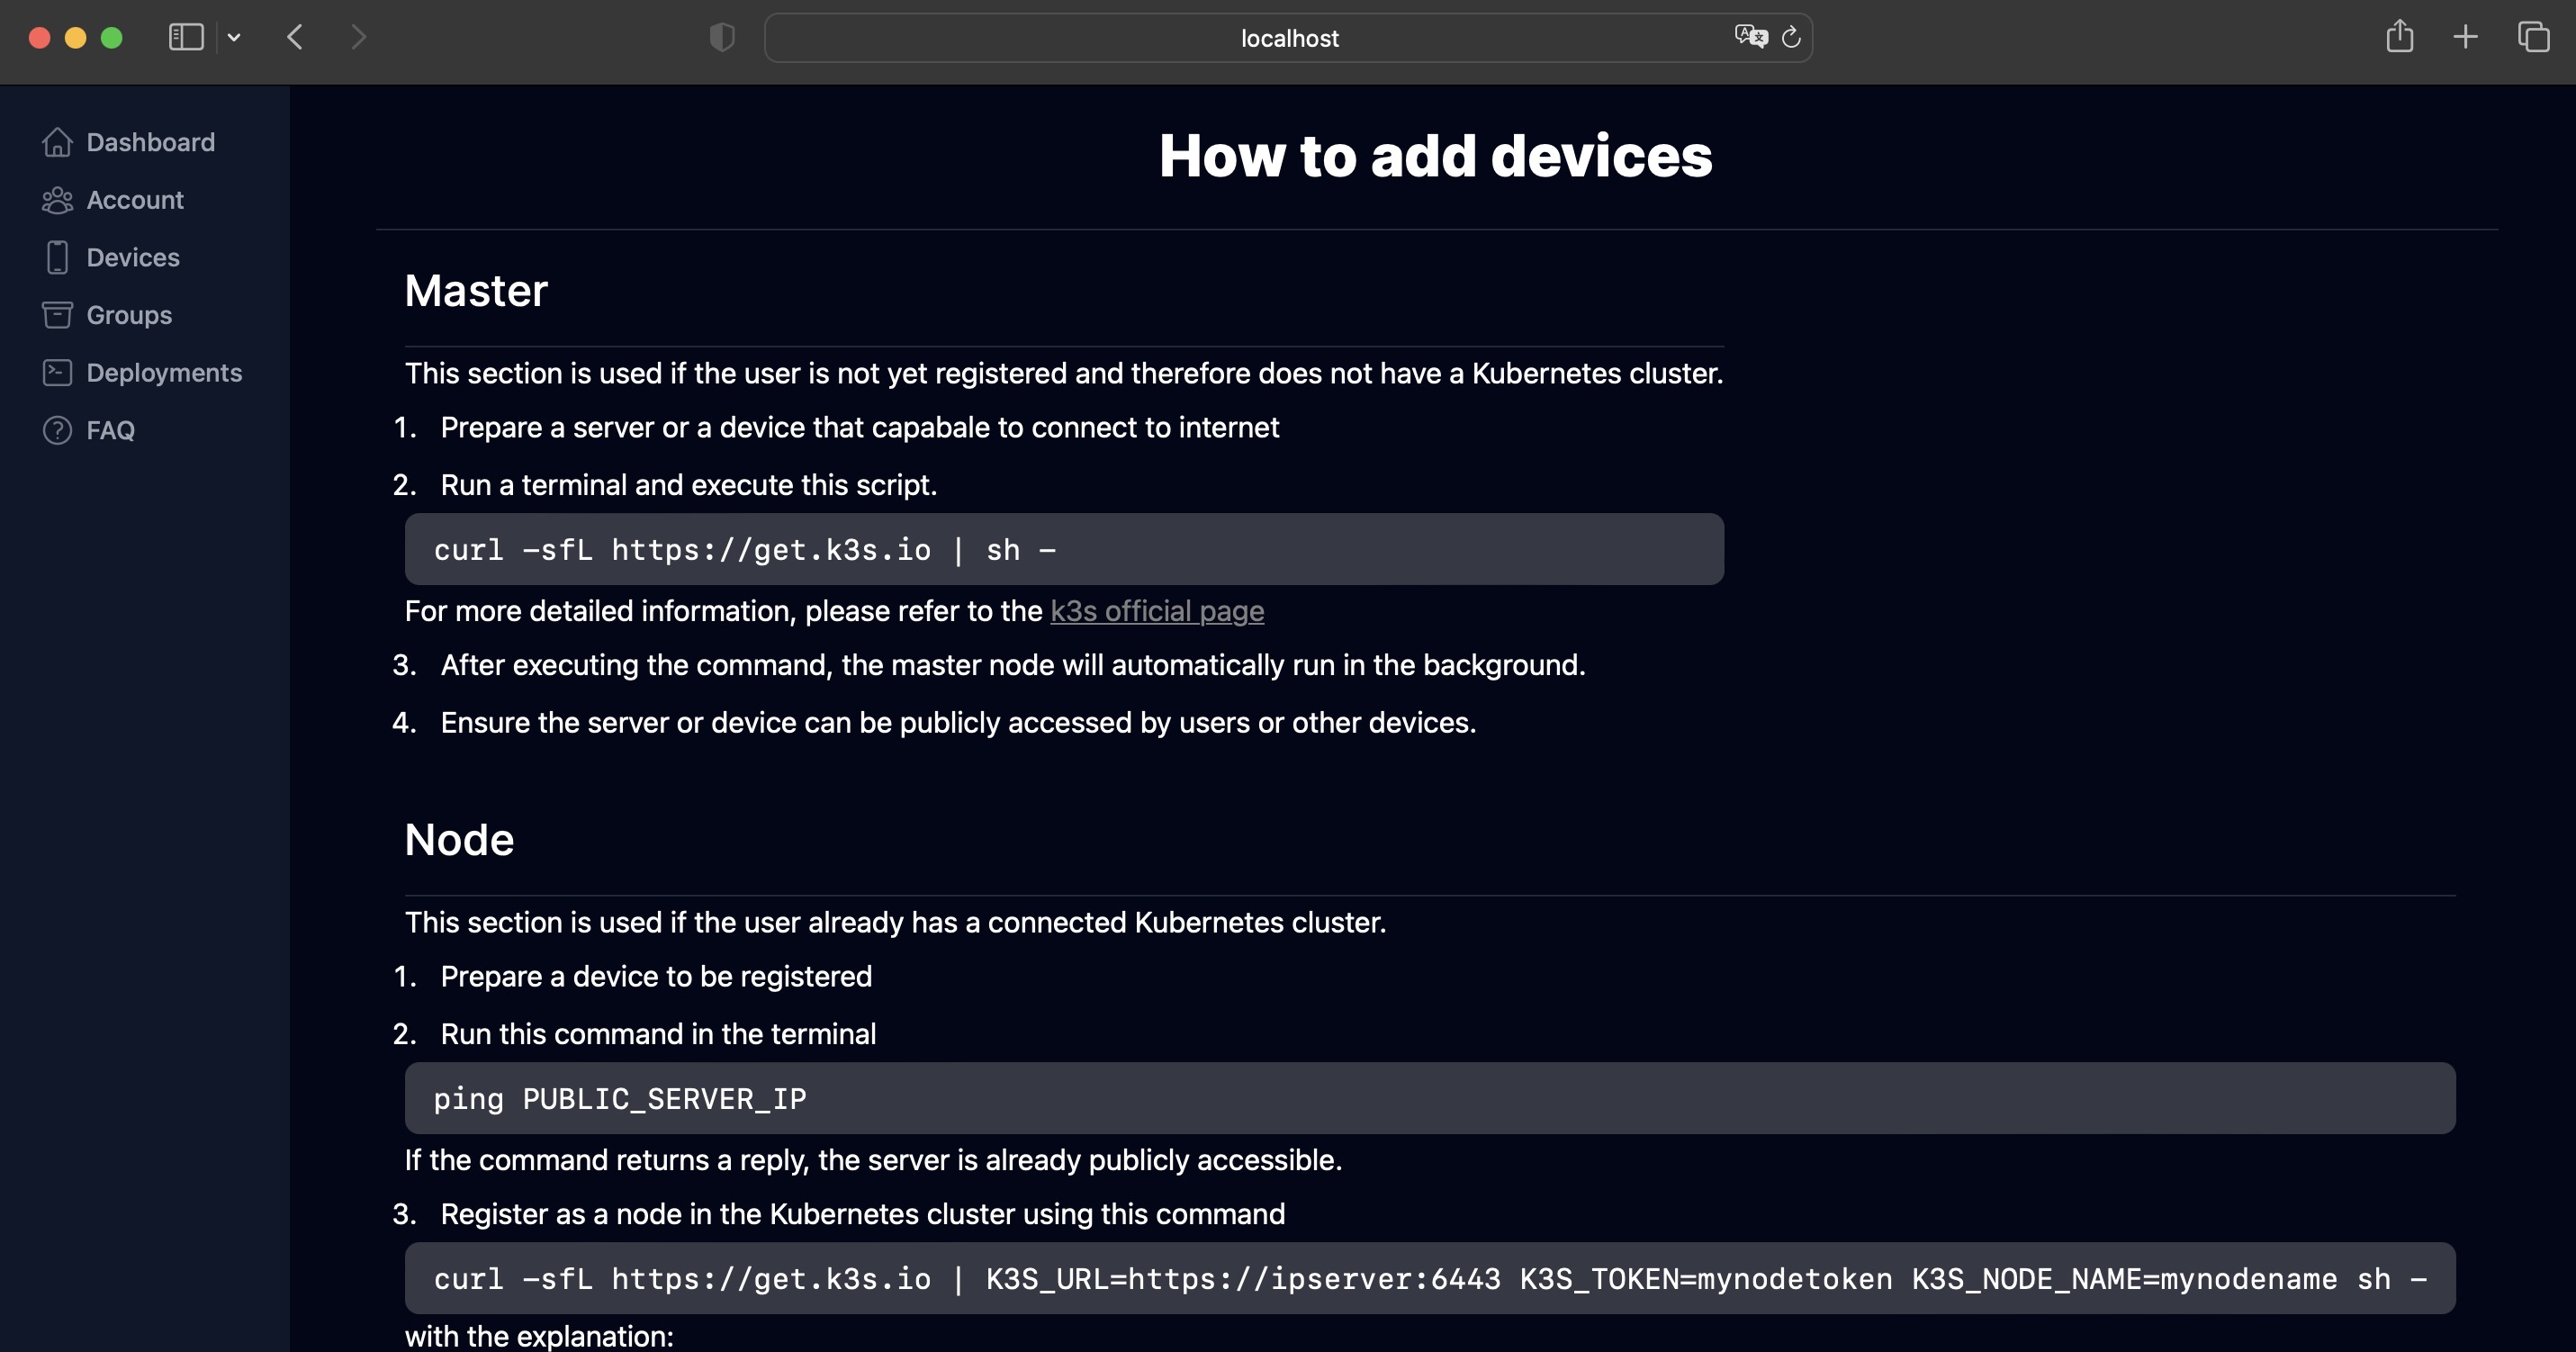 localhost
Dashboard
Account
Devices
Groups
Deployments
FAQ
How to add devices
Master
This section is used if the user is not yet registered and therefore does not have a Kubernetes cluster.
1. Prepare a server or a device that capabale to connect to internet
2. Run a terminal and execute this script.
curl -sfL https://get.k3s.io | sh -
For more detailed information, please refer to the k3s official page
3. After executing the command, the master node will automatically run in the background.
4. Ensure the server or device can be publicly accessed by users or other devices.
Node
This section is used if the user already has a connected Kubernetes cluster.
1. Prepare a device to be registered
2. Run this command in the terminal
ping PUBLIC_SERVER_IP
If the command returns a reply, the server is already publicly accessible.
3. Register as a node in the Kubernetes cluster using this command
curl -sfL https://get.k3s.io | K3S_URL=https://ipserver:6443 K3S_TOKEN=mynodetoken K3S_NODE_NAME=mynodename sh -
with the explanation: